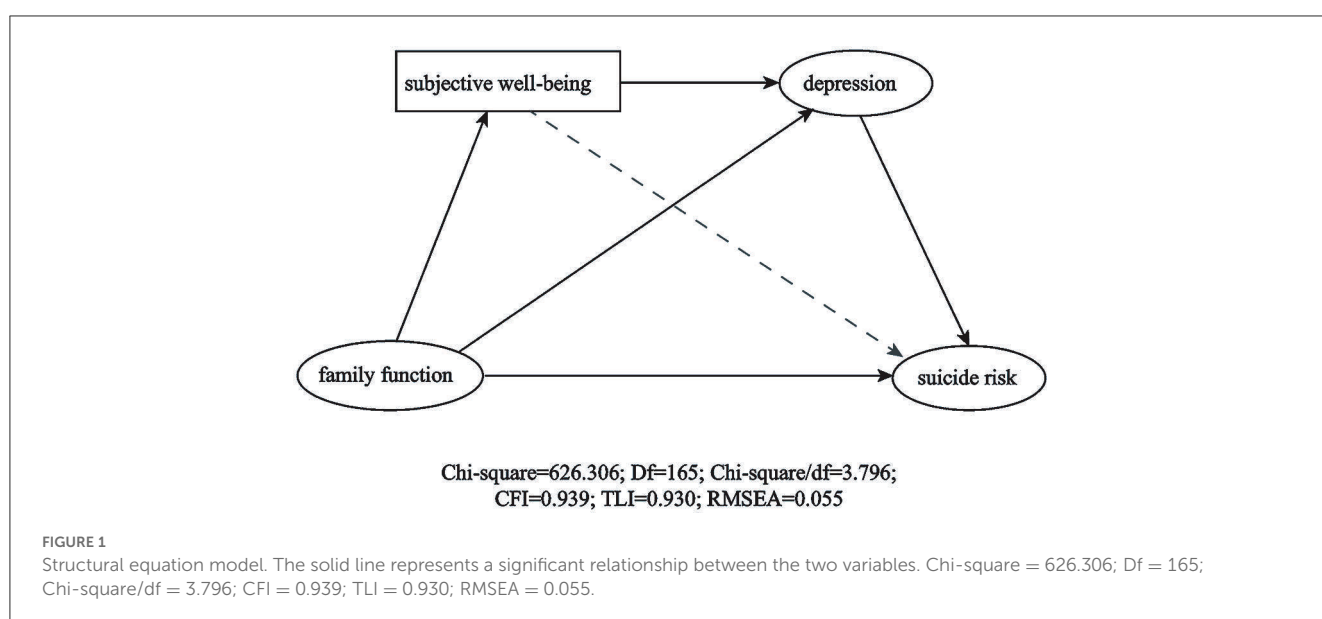 subjective well-being
depression
family function
suicide risk
Chi-square=626.306; Df=165; Chi-square/df=3.796;
CFI=0.939; TLI=0.930; RMSEA=0.055
FIGURE 1
Structural equation model. The solid line represents a significant relationship between the two variables. Chi-square = 626.306; Df = 165;
Chi-square/df = 3.796; CFI = 0.939; TLI = 0.930; RMSEA = 0.055.